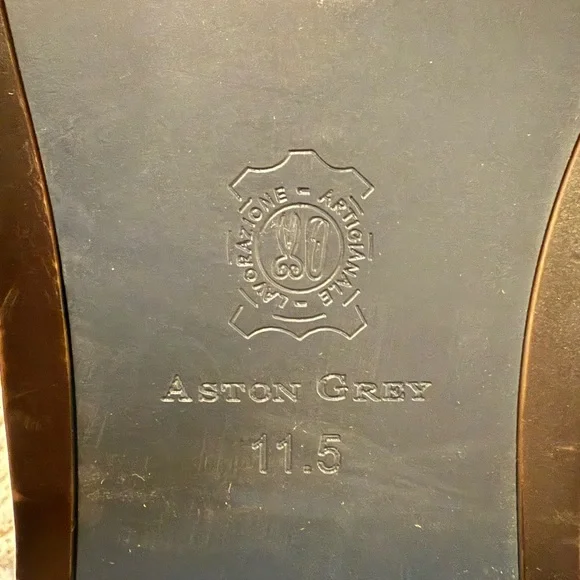 LAVORAZIONE - ARTIGIANALE -
ASTON GREY
11.5